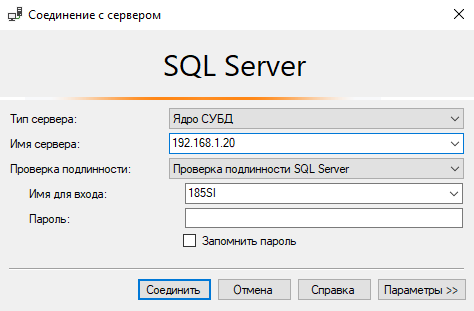 Соединение с сервером
SQL Server
Тип сервера: Ядро СУБД
Имя сервера: 192.168.1.20
Проверка подлинности: Проверка подлинности SQL Server
Имя для входа: 185SI
Пароль:
Запомнить пароль
Соединить Отмена Справка Параметры >>